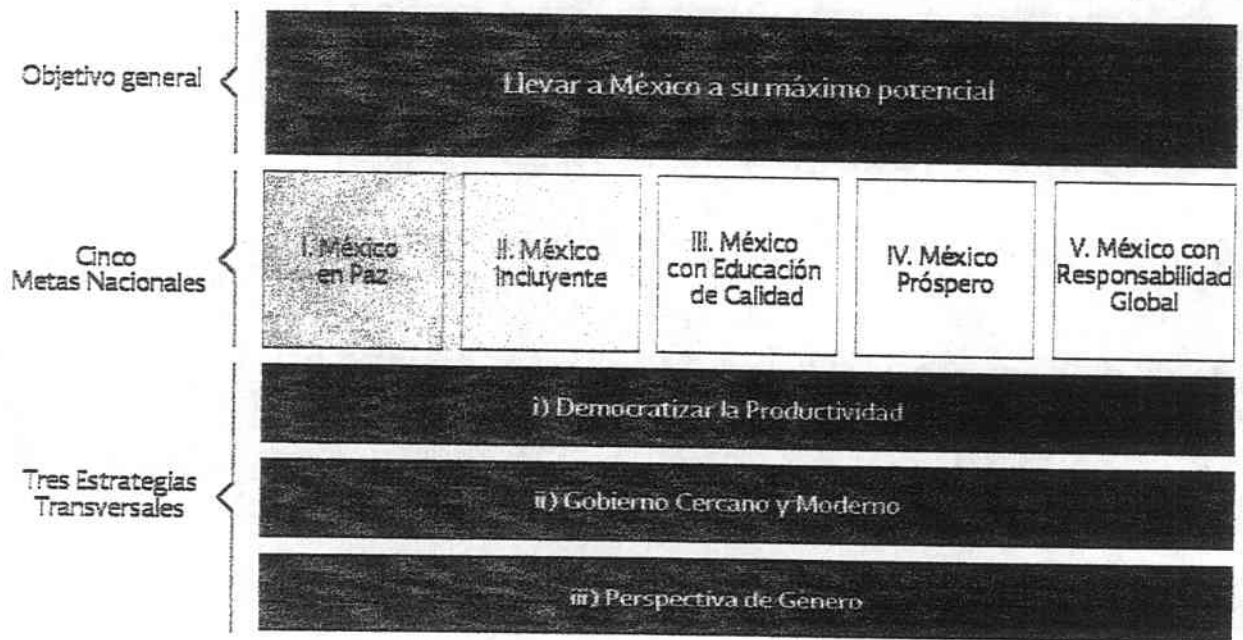 Objetivo general
Llevar a México a su máximo potencial
Cinco
Metas Nacionales
I. México
en Paz
II. México
Incluyente
III. México
con Educación
de Calidad
IV. México
Próspero
V. México con
Responsabilidad
Global
Tres Estrategias
Transversales
i) Democratizar la Productividad
ii) Gobierno Cercano y Moderno
iii) Perspectiva de Género